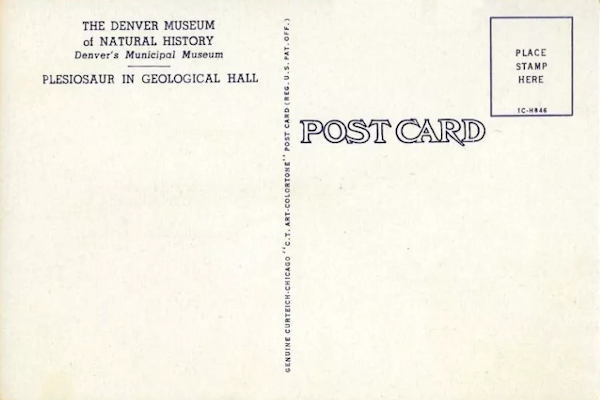 THE DENVER MUSEUM
of NATURAL HISTORY
Denver's Municipal Museum
PLESIOSAUR IN GEOLOGICAL HALL
GENUINE CURTEICH-CHICAGO "C.T. ART-COLORTONE" POST CARD (REG. U.S. PAT. OFF.)
POST CARD
PLACE
STAMP
HERE
1C-H846